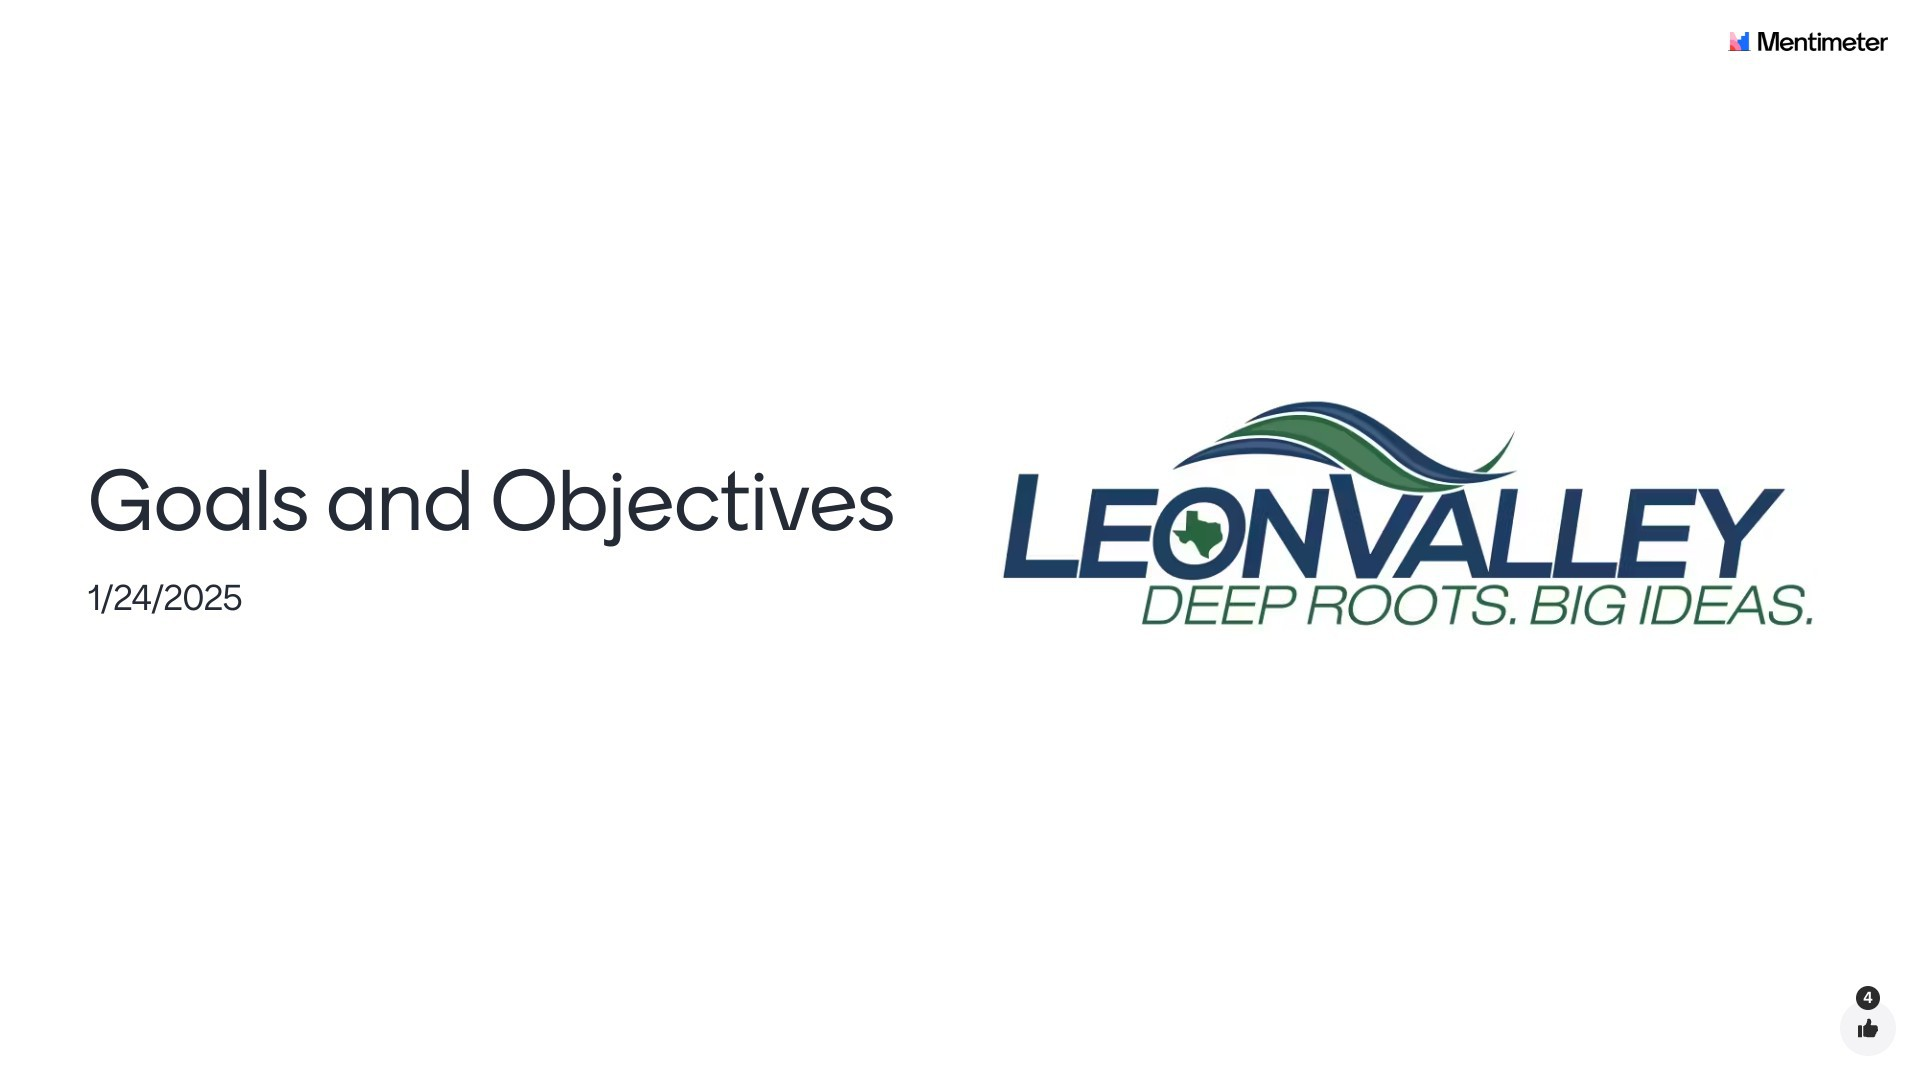 Mentimeter
Goals and Objectives
1/24/2025
LEONVALLEY
DEEP ROOTS. BIG IDEAS.
4